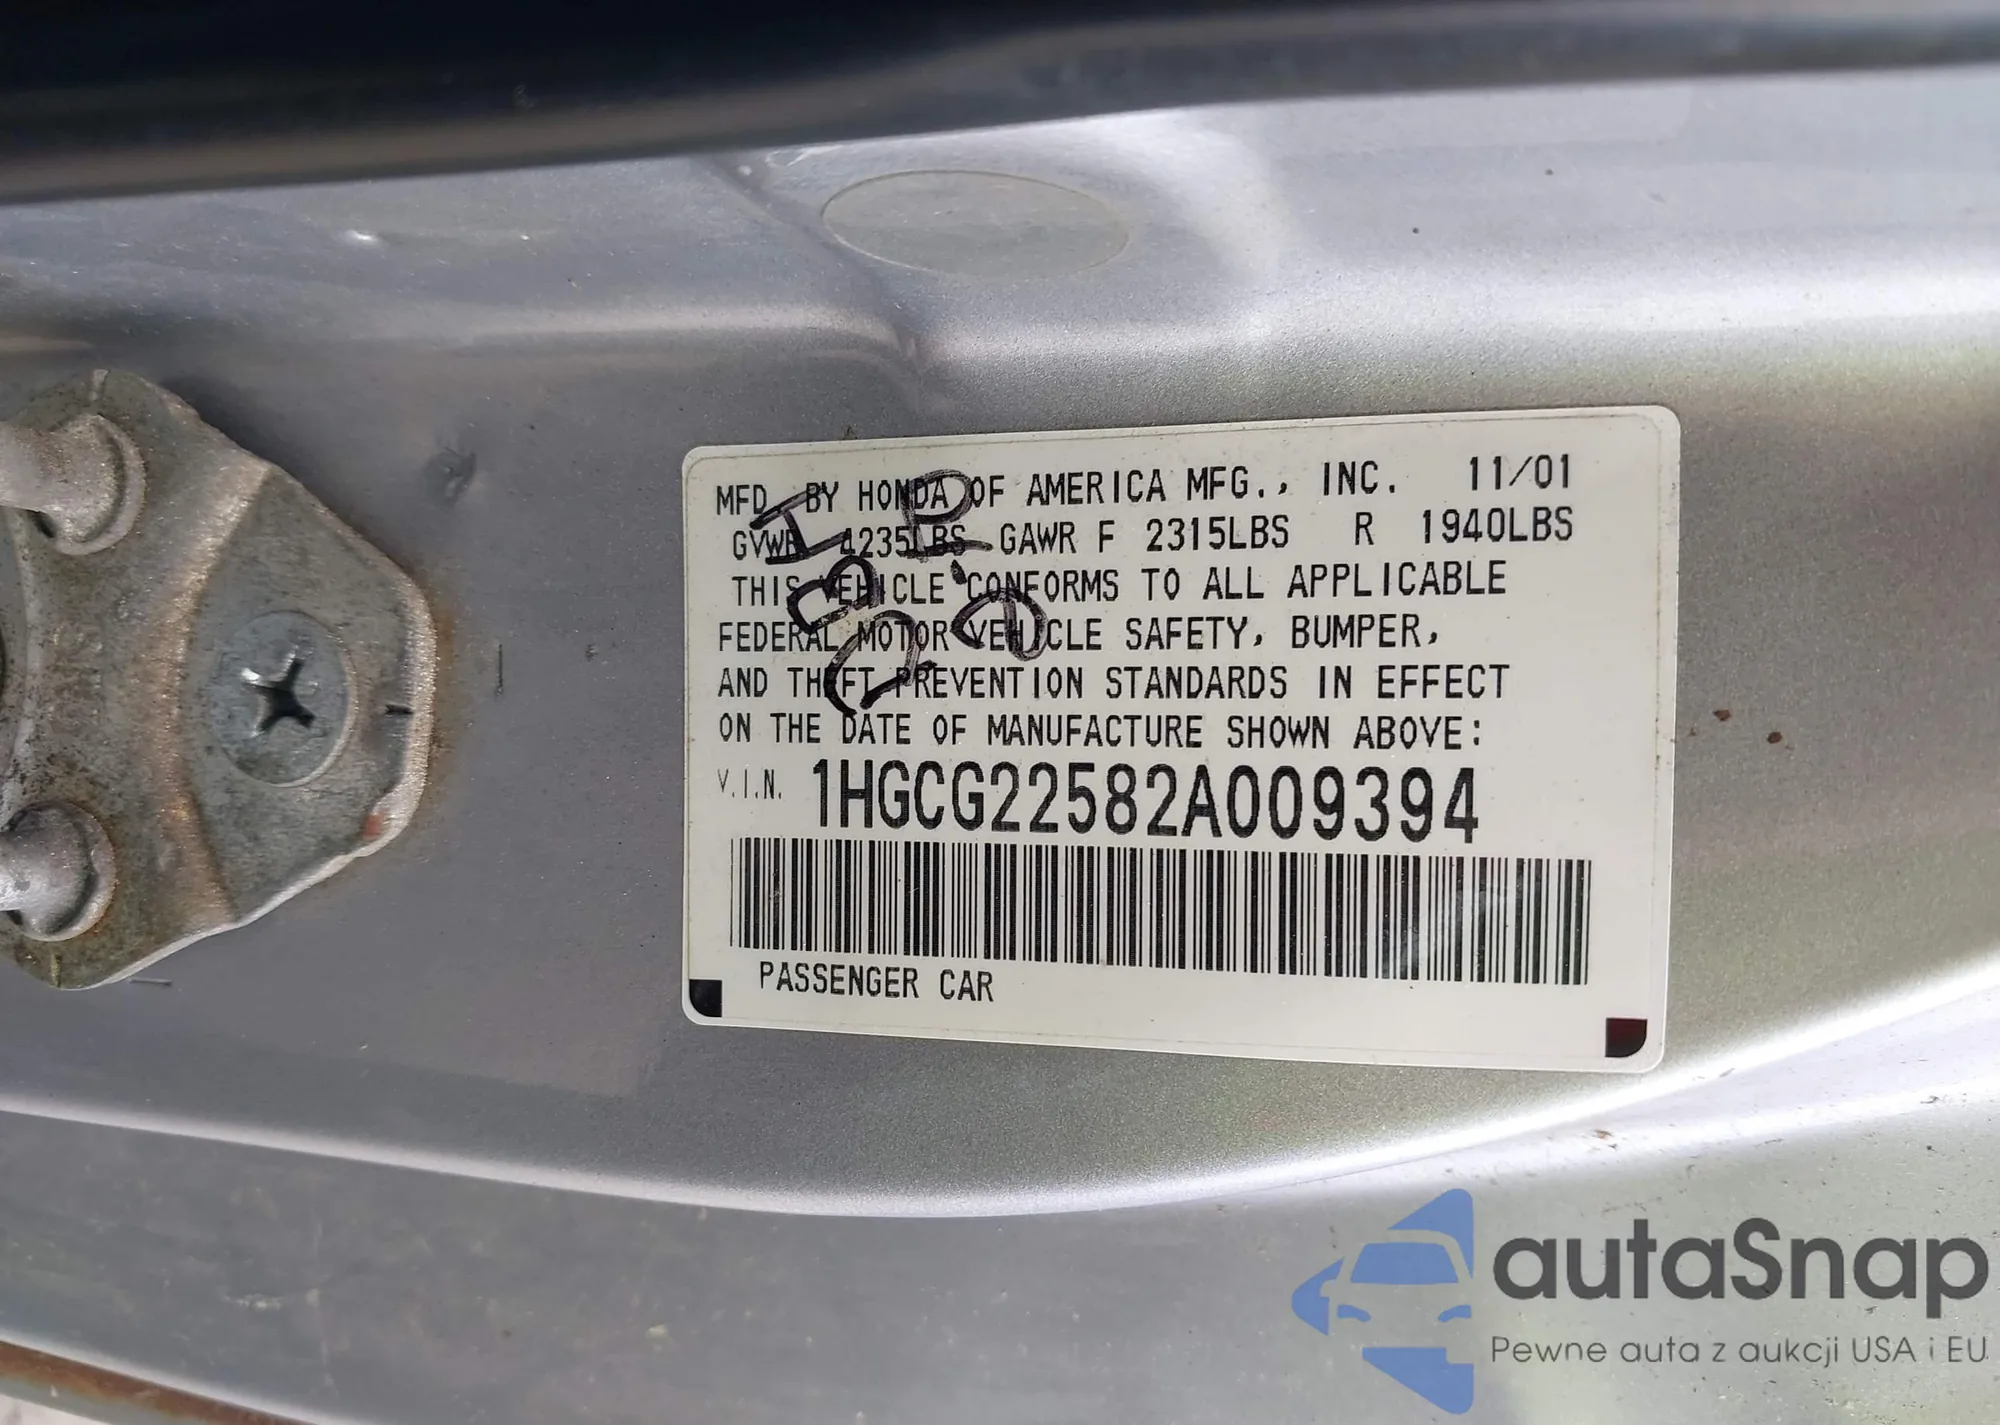 MFD. BY HONDA OF AMERICA MFG., INC. 11/01
GVWR 4235LBS GAWR F 2315LBS R 1940LBS
THIS VEHICLE CONFORMS TO ALL APPLICABLE
FEDERAL MOTOR VEHICLE SAFETY, BUMPER,
AND THEFT PREVENTION STANDARDS IN EFFECT
ON THE DATE OF MANUFACTURE SHOWN ABOVE:
V.I.N. 1HGCG22582A009394
PASSENGER CAR
autaSnap
Pewne auta z aukcji USA i EU